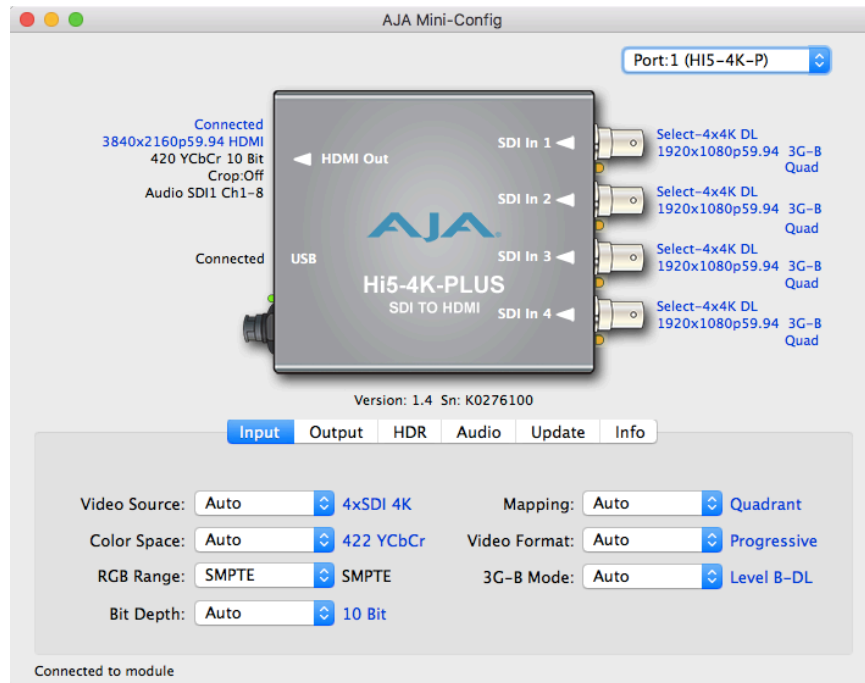 AJA Mini-Config
Port:1 (HI5-4K-P)
Connected
3840x2160p59.94 HDMI
420 YCbCr 10 Bit
Crop:Off
Audio SDI1 Ch1-8
Connected
HDMI Out
USB
AJA
Hi5-4K-PLUS
SDI TO HDMI
SDI In 1
SDI In 2
SDI In 3
SDI In 4
Select-4x4K DL
1920x1080p59.94 3G-B
Quad
Select-4x4K DL
1920x1080p59.94 3G-B
Quad
Select-4x4K DL
1920x1080p59.94 3G-B
Quad
Select-4x4K DL
1920x1080p59.94 3G-B
Quad
Version: 1.4 Sn: K0276100
Input Output HDR Audio Update Info
Video Source: Auto 4xSDI 4K
Color Space: Auto 422 YCbCr
RGB Range: SMPTE SMPTE
Bit Depth: Auto 10 Bit
Mapping: Auto Quadrant
Video Format: Auto Progressive
3G-B Mode: Auto Level B-DL
Connected to module